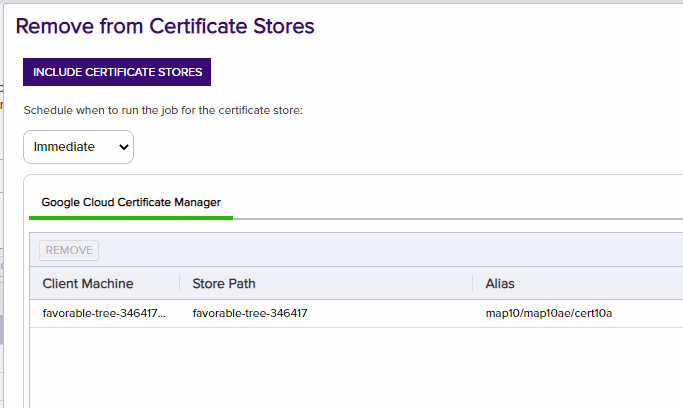 Remove from Certificate Stores
INCLUDE CERTIFICATE STORES
Schedule when to run the job for the certificate store:
Immediate
Google Cloud Certificate Manager
REMOVE
Client Machine Store Path Alias
favorable-tree-346417... favorable-tree-346417 map10/map10ae/cert10a